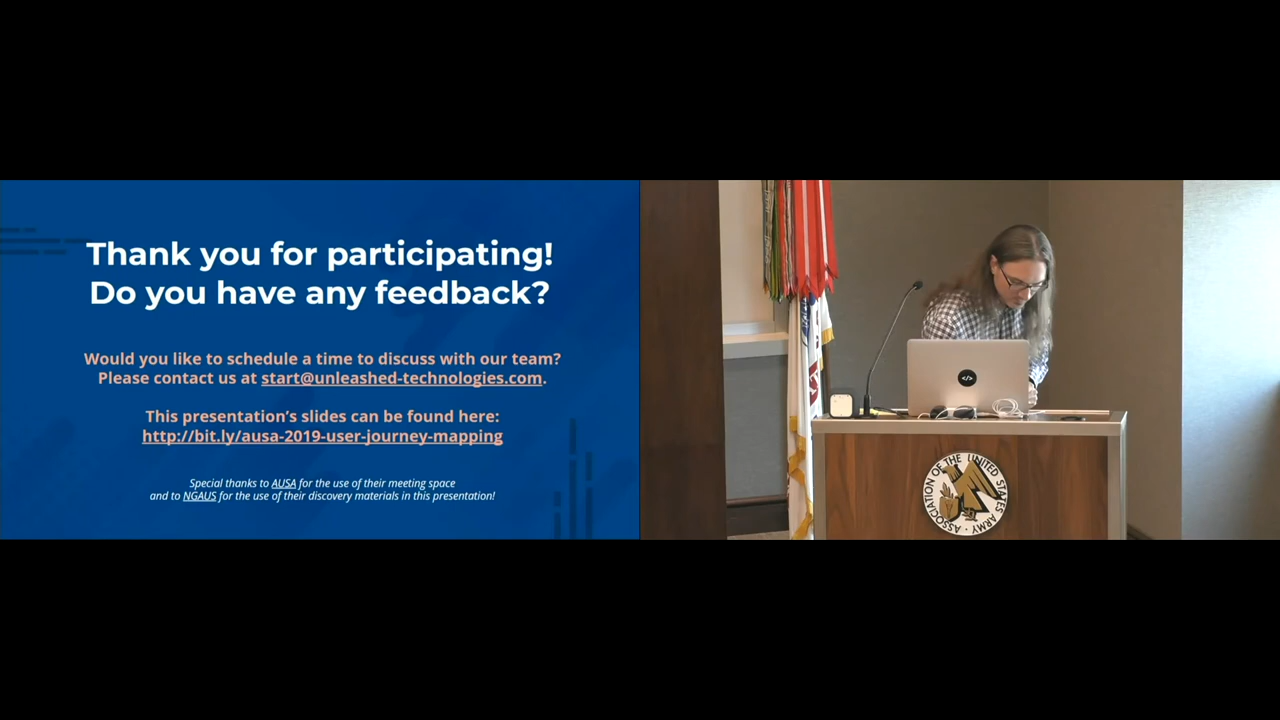 Thank you for participating!
Do you have any feedback?
Would you like to schedule a time to discuss with our team?
Please contact us at start@unleashed-technologies.com.
This presentation's slides can be found here:
http://bit.ly/ausa-2019-user-journey-mapping
Special thanks to AUSA for the use of their meeting space
and to NGAUS for the use of their discovery materials in this presentation!
</>
ASSOCIATION OF THE UNITED STATES ARMY